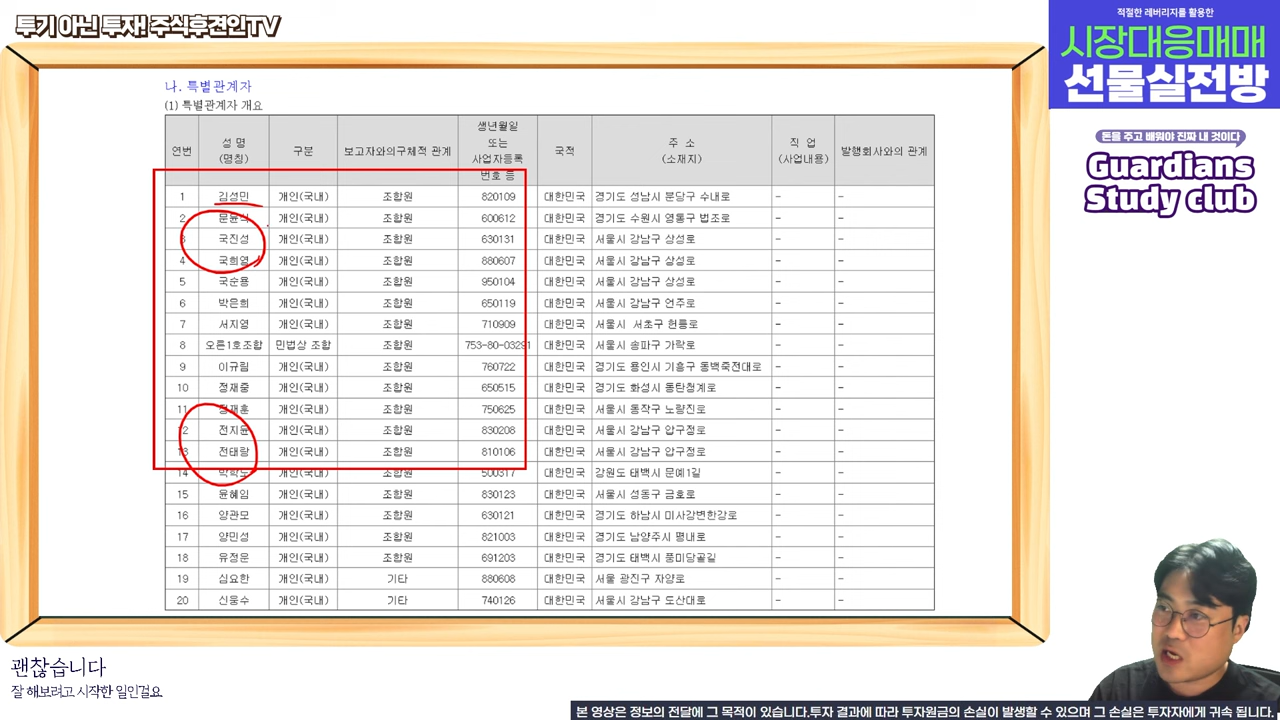 투기 아닌 투자! 주식후견인TV
적절한 레버리지를 활용한
시장대응매매
선물실전방
돈을 주고 배워야 진짜 내 것이다
Guardians
Study club
나. 특별관계자
(1) 특별관계자 개요
연번 성 명 (명칭) 구분 보고자와의구체적 관계 생년월일 또는 사업자등록 번호 등 국적 주 소 (소재지) 직 업 (사업내용) 발행회사와의 관계
1 김성민 개인(국내) 조합원 820109 대한민국 경기도 성남시 분당구 수내로 - -
2 문윤식 개인(국내) 조합원 600612 대한민국 경기도 수원시 영통구 법조로 - -
3 국진성 개인(국내) 조합원 630131 대한민국 서울시 강남구 삼성로 - -
4 국희영 개인(국내) 조합원 880607 대한민국 서울시 강남구 삼성로 - -
5 국순용 개인(국내) 조합원 950104 대한민국 서울시 강남구 삼성로 - -
6 박은희 개인(국내) 조합원 650119 대한민국 서울시 강남구 언주로 - -
7 서지영 개인(국내) 조합원 710909 대한민국 서울시 서초구 헌릉로 - -
8 오른1호조합 민법상 조합 조합원 753-80-03291 대한민국 서울시 송파구 가락로 - -
9 이규림 개인(국내) 조합원 760722 대한민국 경기도 용인시 기흥구 동백죽전대로 - -
10 정재중 개인(국내) 조합원 650515 대한민국 경기도 화성시 동탄청계로 - -
11 정재훈 개인(국내) 조합원 750625 대한민국 서울시 동작구 노량진로 - -
12 전지윤 개인(국내) 조합원 830208 대한민국 서울시 강남구 압구정로 - -
13 전태랑 개인(국내) 조합원 810106 대한민국 서울시 강남구 압구정로 - -
14 박학도 개인(국내) 조합원 500317 대한민국 강원도 태백시 문예1길 - -
15 윤혜임 개인(국내) 조합원 830123 대한민국 서울시 성동구 금호로 - -
16 양관모 개인(국내) 조합원 630121 대한민국 경기도 하남시 미사강변한강로 - -
17 양민성 개인(국내) 조합원 821003 대한민국 경기도 남양주시 평내로 - -
18 유정문 개인(국내) 조합원 691203 대한민국 경기도 태백시 풍미당골길 - -
19 심요한 개인(국내) 기타 880608 대한민국 서울 광진구 자양로 - -
20 신웅수 개인(국내) 기타 740126 대한민국 서울시 강남구 도산대로 - -
괜찮습니다
잘 해보려고 시작한 일인걸요
본 영상은 정보의 전달에 그 목적이 있습니다.투자 결과에 따라 투자원금의 손실이 발생할 수 있으며 그 손실은 투자자에게 귀속 됩니다.